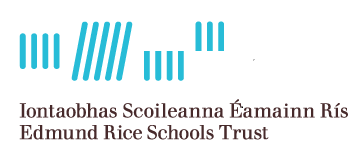 Iontaobhas Scoileanna Éamainn Rís
Edmund Rice Schools Trust